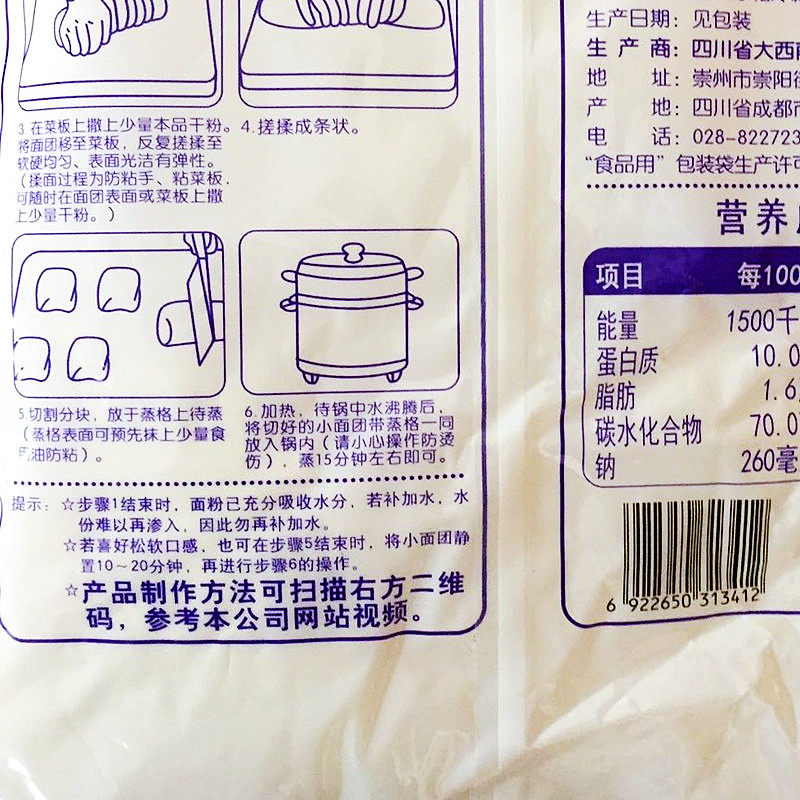 3.在菜板上撒上少量本品干粉。
将面团移至菜板，反复搓揉至
软硬均匀、表面光洁有弹性。
（揉面过程为防粘手、粘菜板，
可随时在面团表面或菜板上撒
上少量干粉。）
4.搓揉成条状。
5.切割分块，放于蒸格上待蒸
（蒸格表面可预先抹上少量食
用油防粘）。
6.加热，待锅中水沸腾后，
将切好的小面团带蒸格一同
放入锅内（请小心操作防烫
伤），蒸15分钟左右即可。
提示：☆步骤1结束时，面粉已充分吸收水分，若补加水，水
份难以再渗入，因此勿再补加水。
☆若喜好松软口感，也可在步骤5结束时，将小面团静
置10～20分钟，再进行步骤6的操作。
☆产品制作方法可扫描右方二维
码，参考本公司网站视频。
生产日期：见包装
生产商：四川省大西
地址：崇州市崇阳街
产地：四川省成都市
电话：028-822723
“食品用”包装袋生产许可
营养
项目 每100
能量 1500千
蛋白质 10.0
脂肪 1.6
碳水化合物 70.0
钠 260毫
6 922650 313412